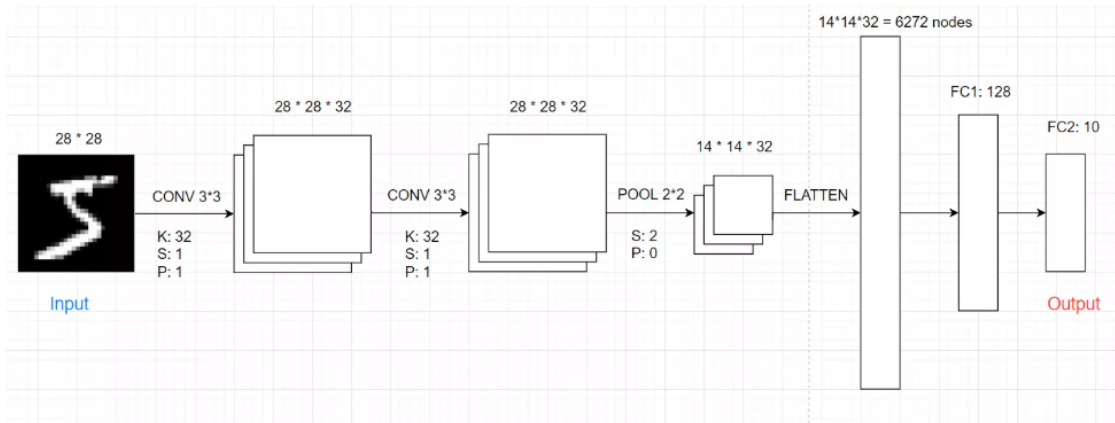 28 * 28
Input
CONV 3*3
K: 32
S: 1
P: 1
28 * 28 * 32
CONV 3*3
K: 32
S: 1
P: 1
28 * 28 * 32
POOL 2*2
S: 2
P: 0
14 * 14 * 32
FLATTEN
14*14*32 = 6272 nodes
FC1: 128
FC2: 10
Output